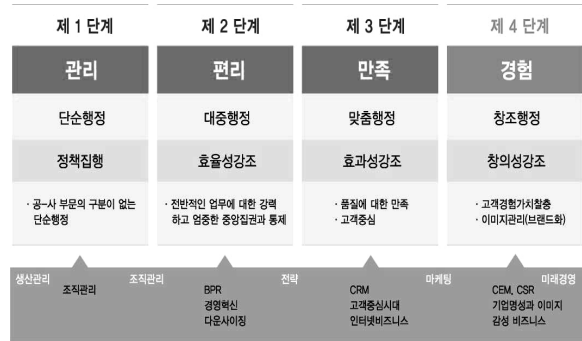 제 1 단계
제 2 단계
제 3 단계
제 4 단계
관리
편리
만족
경험
단순행정
대중행정
맞춤행정
창조행정
정책집행
효율성강조
효과성강조
창의성강조
· 공-사 부문의 구분이 없는
단순행정
· 전반적인 업무에 대한 강력
하고 엄중한 중앙집권과 통제
· 품질에 대한 만족
· 고객중심
· 고객경험가치찰충
· 이미지관리(브랜드화)
생산관리
조직관리
조직관리
BPR
경영혁신
다운사이징
전략
CRM
고객중심시대
인터넷비즈니스
마케팅
CEM, CSR
기업명성과 이미지
감성 비즈니스
미래경영